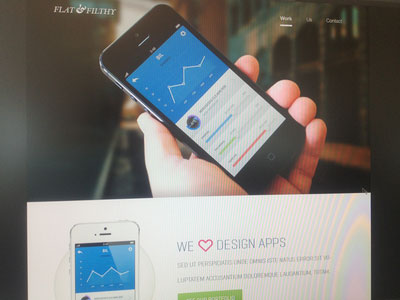 FLAT & FILTHY
Work Us Contact
WE DESIGN APPS
SED UT PERSPICIATIS UNDE OMNIS ISTE NATUS ERROR SIT VO
LUPTATEM ACCUSANTIUM DOLOREMQUE LAUDANTIUM, TOTAM